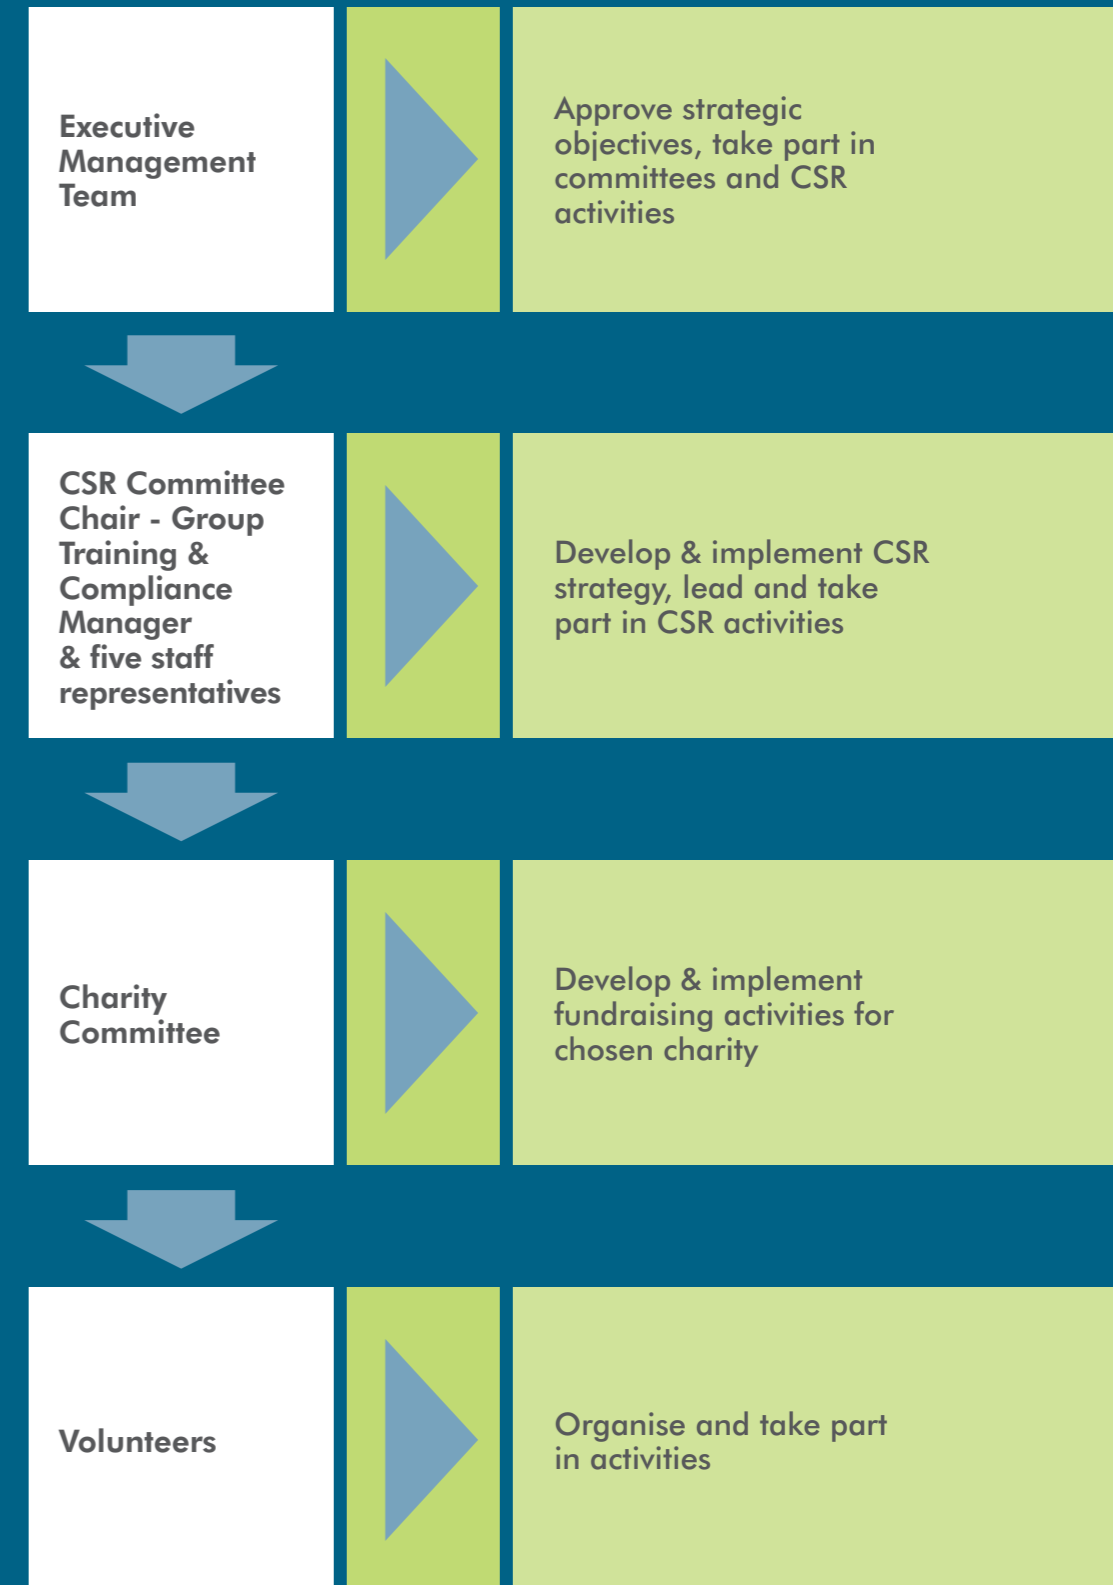 Executive
Management
Team
Approve strategic
objectives, take part in
committees and CSR
activities
CSR Committee
Chair - Group
Training &
Compliance
Manager
& five staff
representatives
Develop & implement CSR
strategy, lead and take
part in CSR activities
Charity
Committee
Develop & implement
fundraising activities for
chosen charity
Volunteers
Organise and take part
in activities